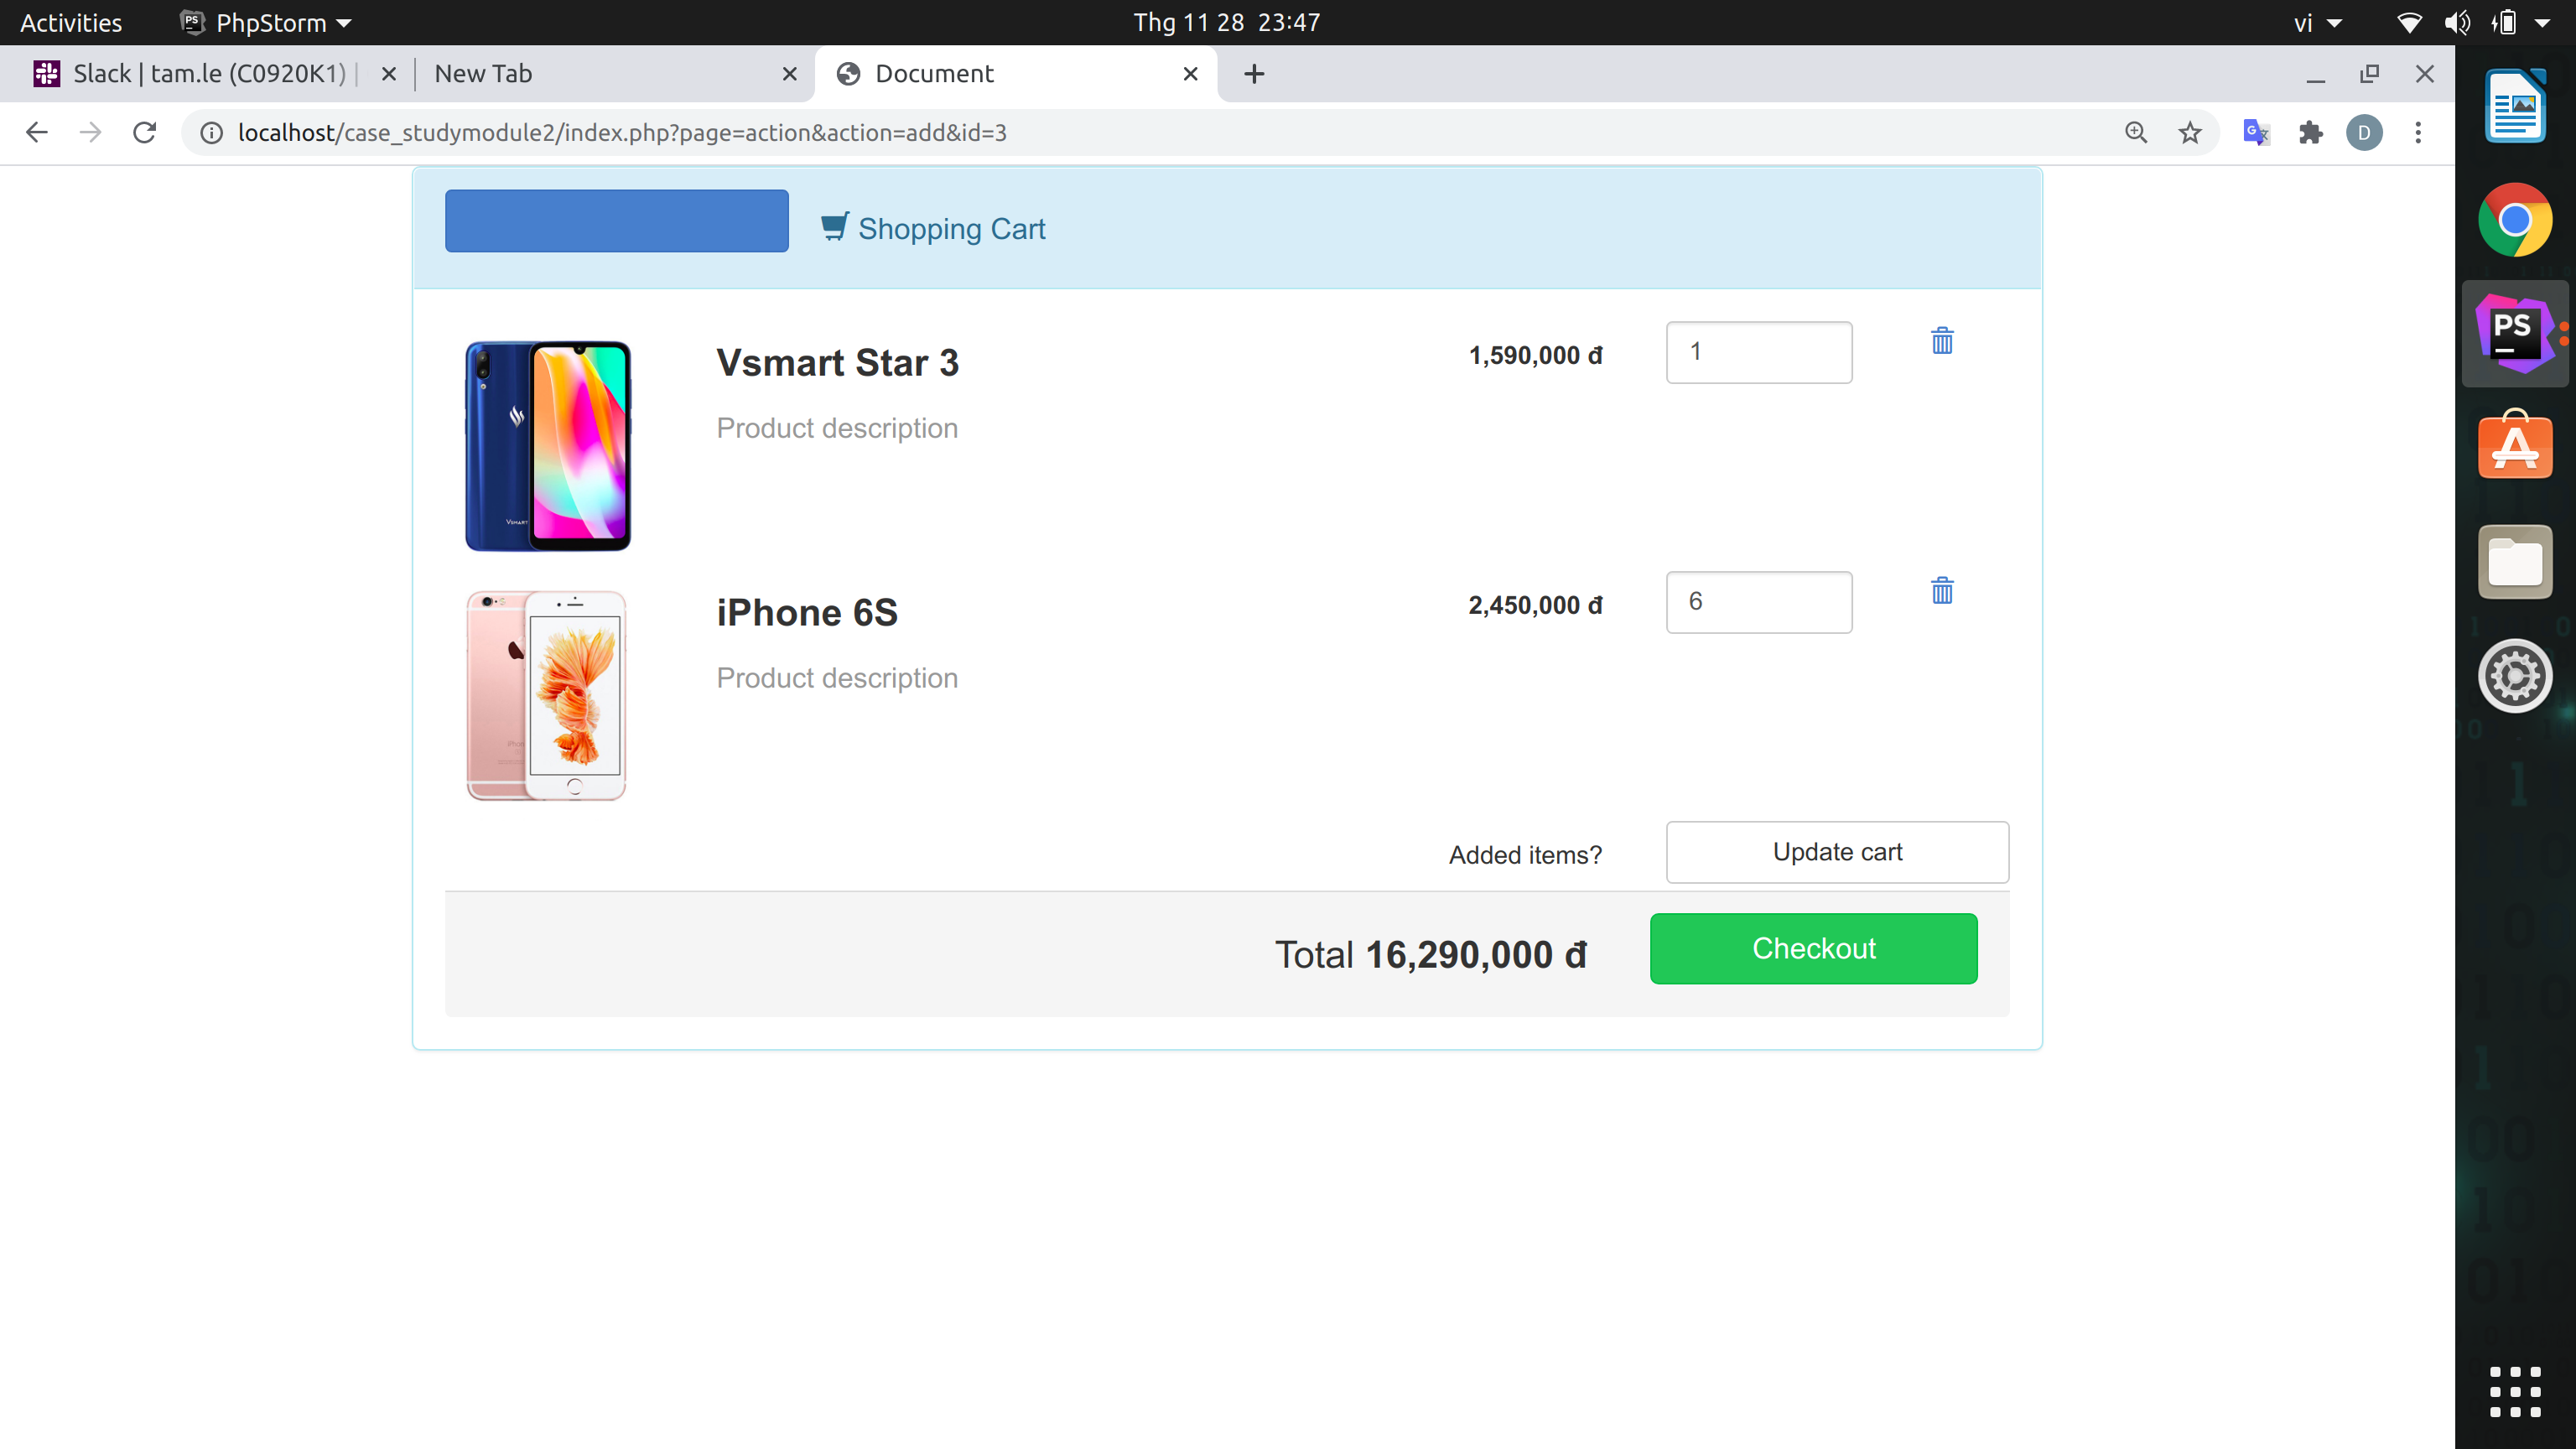 Activities PhpStorm Thg 11 28 23:47 vi
Slack | tam.le (C0920K1) | New Tab Document
localhost/case_studymodule2/index.php?page=action&action=add&id=3 D
Shopping Cart
Vsmart Star 3 1,590,000 đ 1
Product description
VSMART
iPhone 6S 2,450,000 đ 6
Product description
Added items? Update cart
Total 16,290,000 đ Checkout
PS